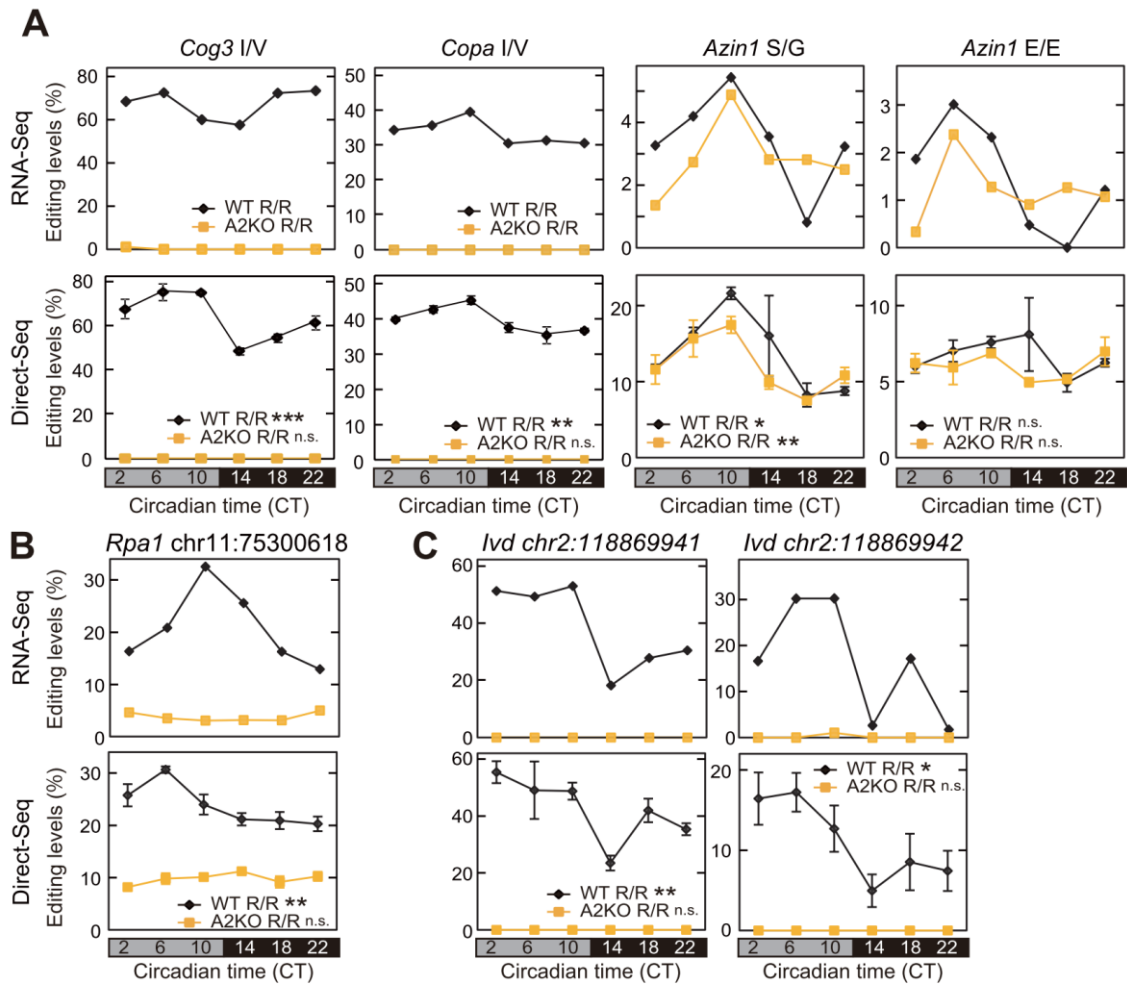 A
Cog3 I/V
Copa I/V
Azin1 S/G
Azin1 E/E
RNA-Seq
Editing levels (%)
80
60
40
20
0
WT R/R
A2KO R/R
50
40
30
20
10
0
WT R/R
A2KO R/R
4
2
0
3
2
1
0
Direct-Seq
Editing levels (%)
80
60
40
20
0
WT R/R ***
A2KO R/R n.s.
50
40
30
20
10
0
WT R/R **
A2KO R/R n.s.
20
10
0
WT R/R *
A2KO R/R **
10
5
0
WT R/R n.s.
A2KO R/R n.s.
2 6 10 14 18 22
2 6 10 14 18 22
2 6 10 14 18 22
2 6 10 14 18 22
Circadian time (CT)
Circadian time (CT)
Circadian time (CT)
Circadian time (CT)
B
Rpa1 chr11:75300618
RNA-Seq
Editing levels (%)
30
20
10
0
Direct-Seq
Editing levels (%)
30
20
10
0
WT R/R **
A2KO R/R n.s.
2 6 10 14 18 22
Circadian time (CT)
C
Ivd chr2:118869941
Ivd chr2:118869942
RNA-Seq
Editing levels (%)
60
40
20
0
30
20
10
0
Direct-Seq
Editing levels (%)
60
40
20
0
WT R/R **
A2KO R/R n.s.
20
10
0
WT R/R *
A2KO R/R n.s.
2 6 10 14 18 22
2 6 10 14 18 22
Circadian time (CT)
Circadian time (CT)